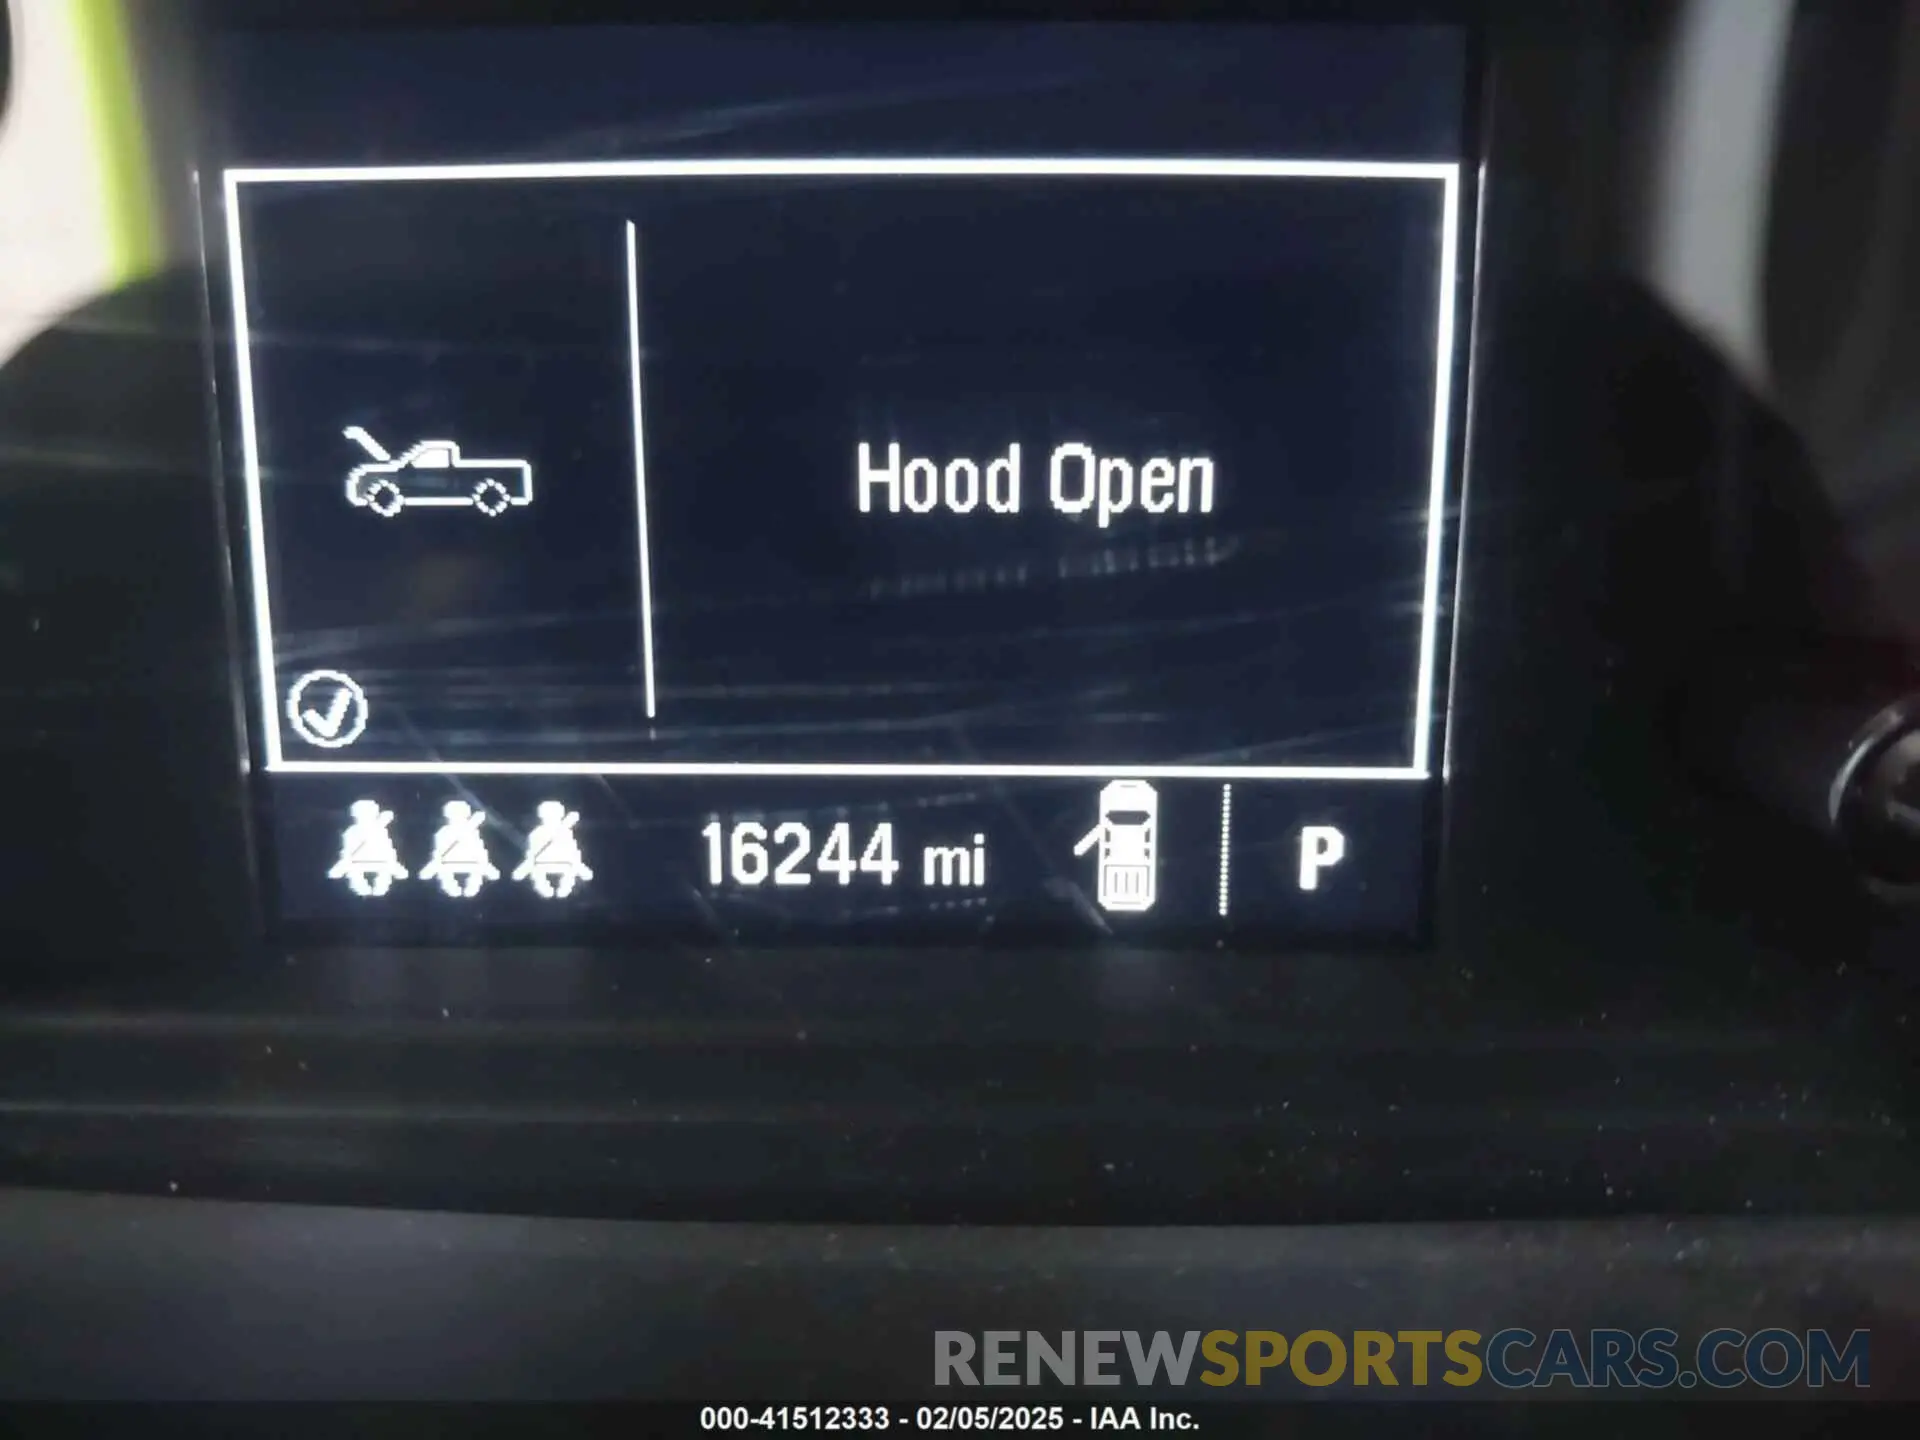 Hood Open
16244 mi
P
RENEWSPORTSCARS.COM
000-41512333 - 02/05/2025 - IAA Inc.